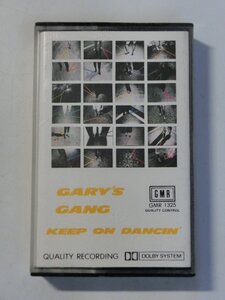 GARY'S
GANG
KEEP ON DANCIN'
GMR
GMR 1325
QUALITY CONTROL
QUALITY RECORDING
DOLBY SYSTEM